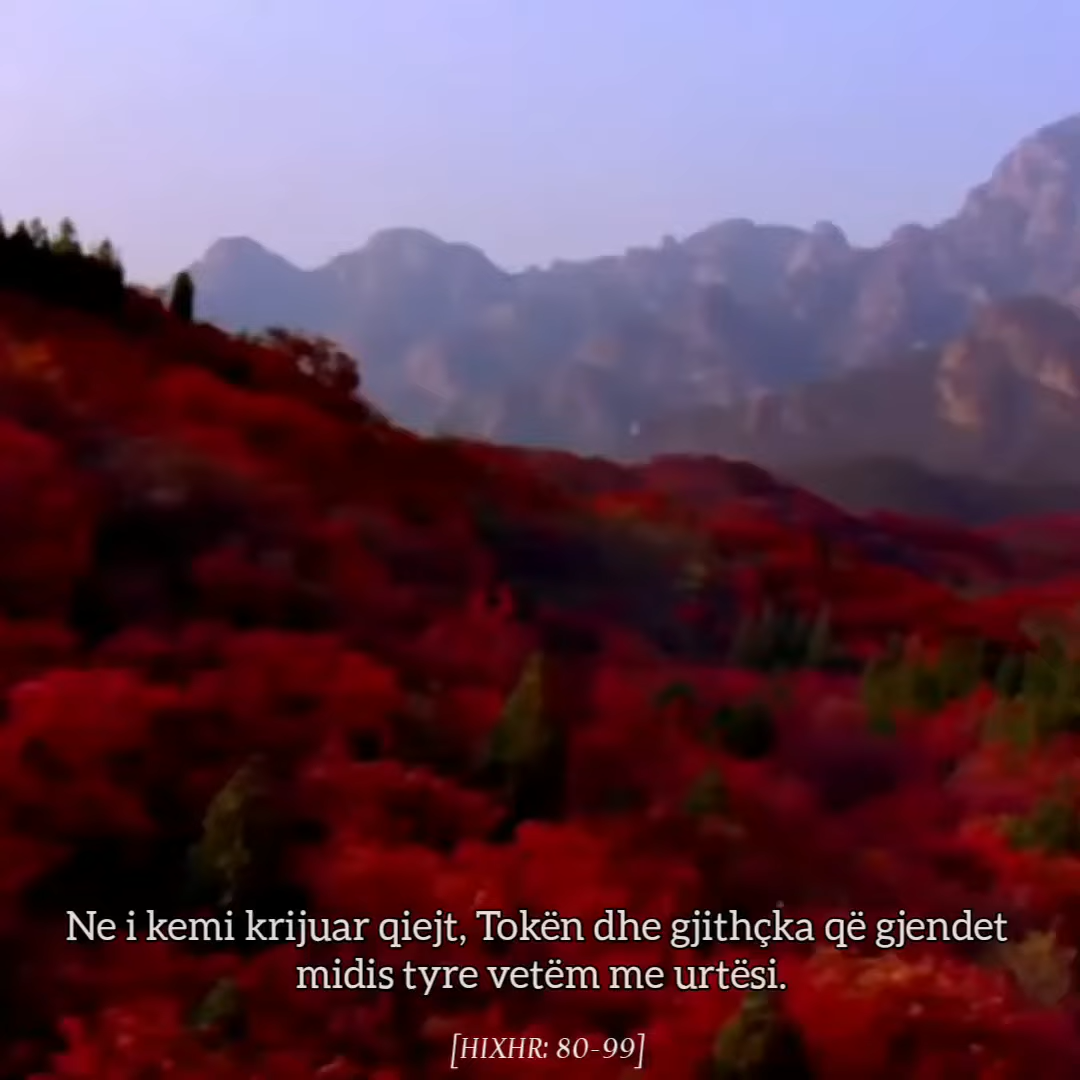 Ne i kemi krijuar qiejt, Tokën dhe gjithçka që gjendet
midis tyre vetëm me urtësi.
[HIXHR: 80-99]